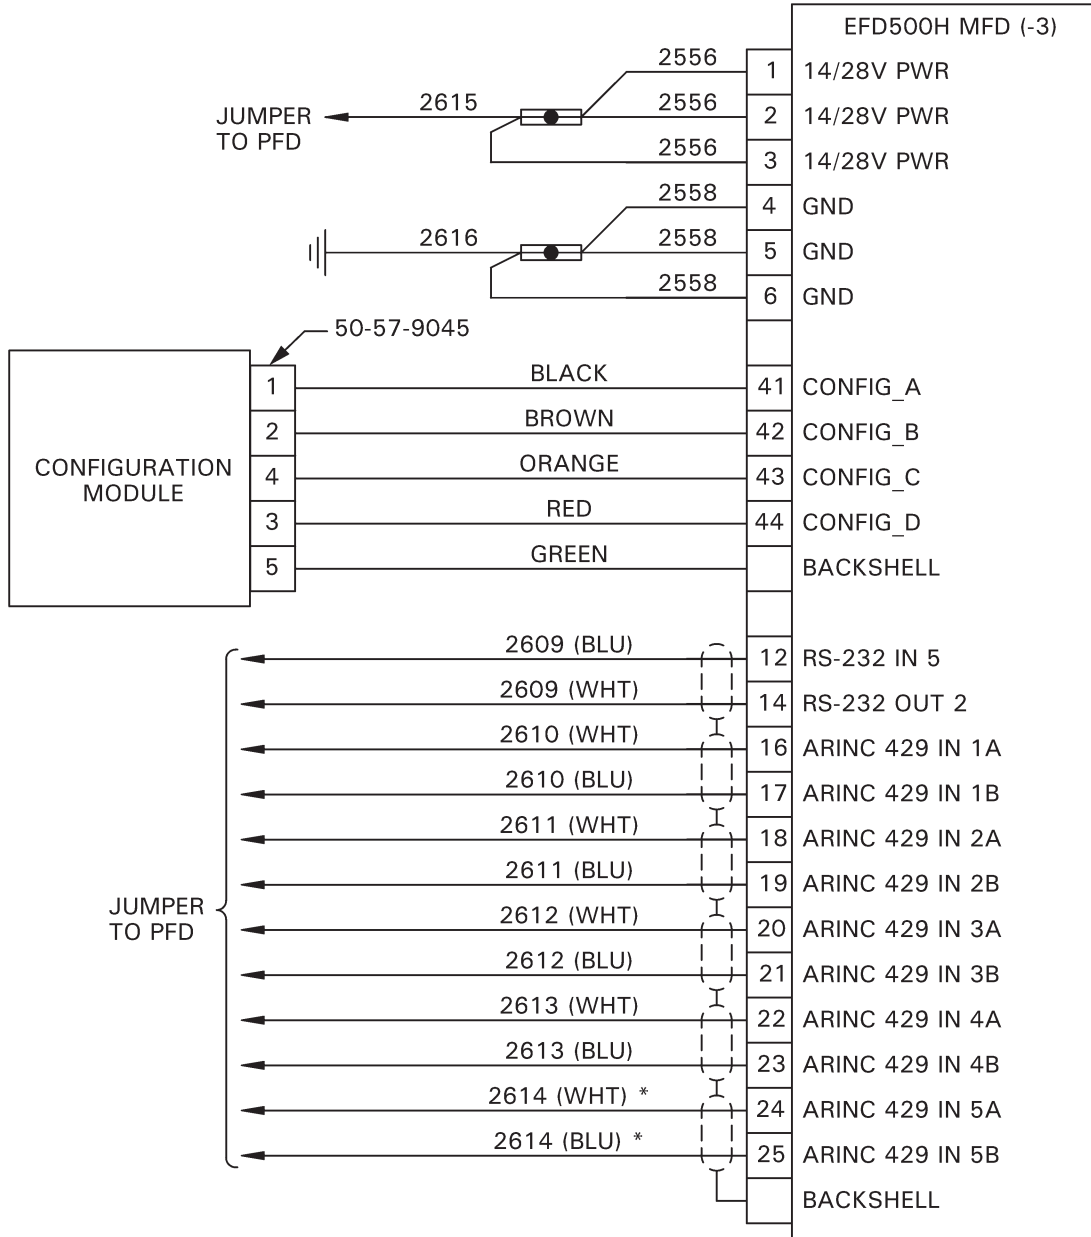 EFD500H MFD (-3)
2556 1 14/28V PWR
JUMPER TO PFD 2615 2556 2 14/28V PWR
2556 3 14/28V PWR
2558 4 GND
2616 2558 5 GND
2558 6 GND
50-57-9045
CONFIGURATION
MODULE
1 BLACK 41 CONFIG_A
2 BROWN 42 CONFIG_B
4 ORANGE 43 CONFIG_C
3 RED 44 CONFIG_D
5 GREEN BACKSHELL
2609 (BLU) 12 RS-232 IN 5
2609 (WHT) 14 RS-232 OUT 2
2610 (WHT) 16 ARINC 429 IN 1A
2610 (BLU) 17 ARINC 429 IN 1B
2611 (WHT) 18 ARINC 429 IN 2A
2611 (BLU) 19 ARINC 429 IN 2B
JUMPER
TO PFD
2612 (WHT) 20 ARINC 429 IN 3A
2612 (BLU) 21 ARINC 429 IN 3B
2613 (WHT) 22 ARINC 429 IN 4A
2613 (BLU) 23 ARINC 429 IN 4B
2614 (WHT) * 24 ARINC 429 IN 5A
2614 (BLU) * 25 ARINC 429 IN 5B
BACKSHELL